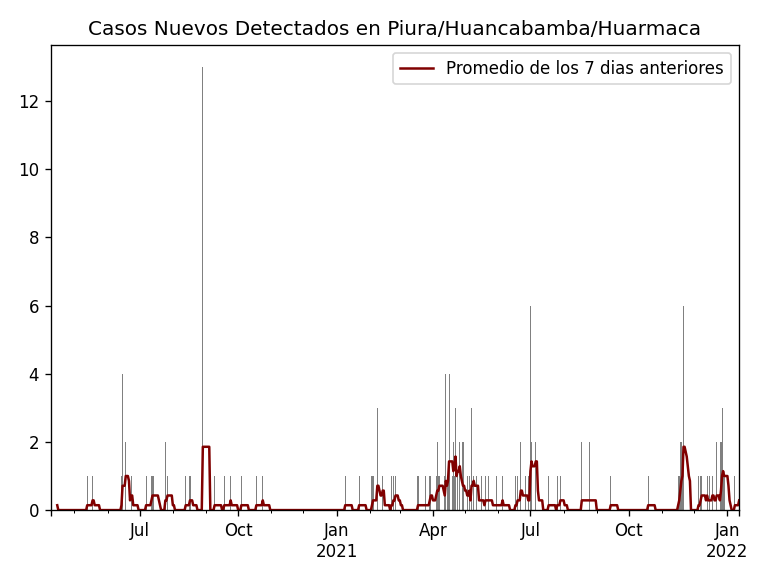 Casos Nuevos Detectados en Piura/Huancabamba/Huarmaca
Promedio de los 7 dias anteriores
12
10
8
6
4
2
0
Jul
Oct
Jan
2021
Apr
Jul
Oct
Jan
2022